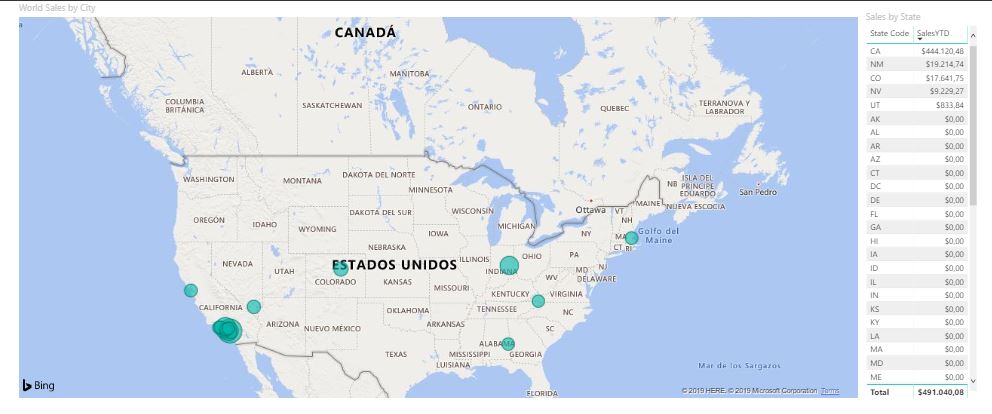 World Sales by City
CANADÁ
ALBERTA
MANITOBA
COLUMBIA
BRITÁNICA
SASKATCHEWAN
ONTARIO
QUEBEC
TERRANOVA Y
LABRADOR
WASHINGTON
MONTANA
DAKOTA DEL NORTE
MINNESOTA
NB
ISLA DEL
PRÍNCIPE
EDUARDO
San Pedro
OREGÓN
IDAHO
WYOMING
DAKOTA DEL SUR
WISCONSIN
MICHIGAN
Ottawa
VT
NH
MAINE
NUEVA ESCOCIA
IOWA
NY
MA
CT
RI
Golfo del
Maine
NEVADA
UTAH
NEBRASKA
ESTADOS UNIDOS
ILLINOIS
INDIANA
OHIO
PA
NJ
COLORADO
KANSAS
MISSOURI
WV
MD
DELAWARE
KENTUCKY
VIRGINIA
CALIFORNIA
ARIZONA
NUEVO MÉXICO
OKLAHOMA
ARKANSAS
TENNESSEE
NC
SC
TEXAS
MISSISSIPPI
ALABAMA
GEORGIA
LUISIANA
FLORIDA
Mar de los Sargazos
Bing
© 2019 HERE, © 2019 Microsoft Corporation Terms
Sales by State
State Code SalesYTD
CA $444.120,48
NM $19.214,74
CO $17.641,75
NV $9.229,27
UT $833,84
AK $0,00
AL $0,00
AR $0,00
AZ $0,00
CT $0,00
DC $0,00
DE $0,00
FL $0,00
GA $0,00
HI $0,00
IA $0,00
ID $0,00
IL $0,00
IN $0,00
KS $0,00
KY $0,00
LA $0,00
MA $0,00
MD $0,00
ME $0,00
Total $491.040,08